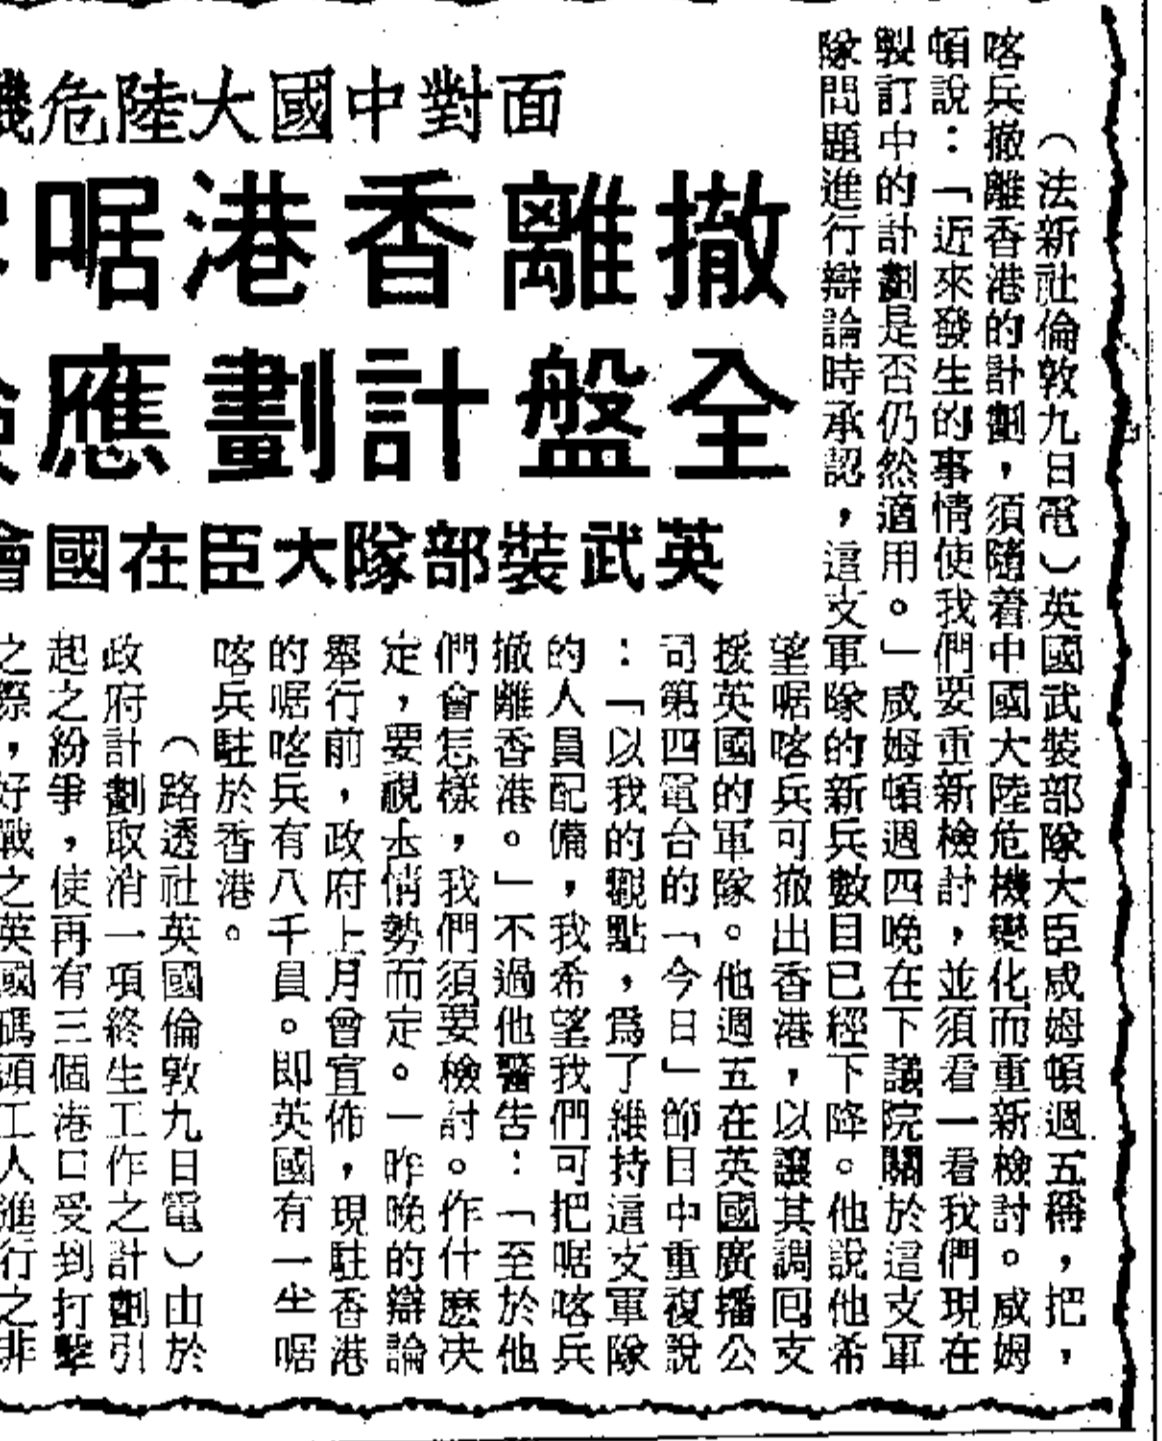 面對中國大陸危機
撤離香港啹
全盤計劃應
英武裝部隊大臣在國會
（法新社倫敦九日電）英國武裝部隊大臣咸姆頓週五稱，把，
喀兵撤離香港的計劃，須隨着中國大陸危機變化而重新檢討。咸姆
頓說：「近來發生的事情使我們要重新檢討，並須看一看我們現在
製訂中的計劃是否仍然適用。」咸姆頓週四晚在下議院關於這支軍
隊問題進行辯論時承認，這支軍隊的新兵數目已經下降。他說他希
望啹喀兵可撤出香港，以讓其調回支
援英國的軍隊。他週五在英國廣播公
司第四電台的「今日」節目中重複說
：「以我的觀點，爲了維持這支軍隊
的人員配備，我希望我們可把啹喀兵
撤離香港。」不過他警告：「至於他
們會怎樣，我們須要檢討。作什麽决
定，要視乎情勢而定。一昨晚的辯論
舉行前，政府上月曾宣佈，現駐香港
的啹喀兵有八千員。即英國有一半啹
喀兵駐於香港。
（路透社英國倫敦九日電）由於
政府計劃取消一項終生工作之計劃引
起之紛爭，使再有三個港口受到打擊
之際，好戰之英國碼頭工人進行之非